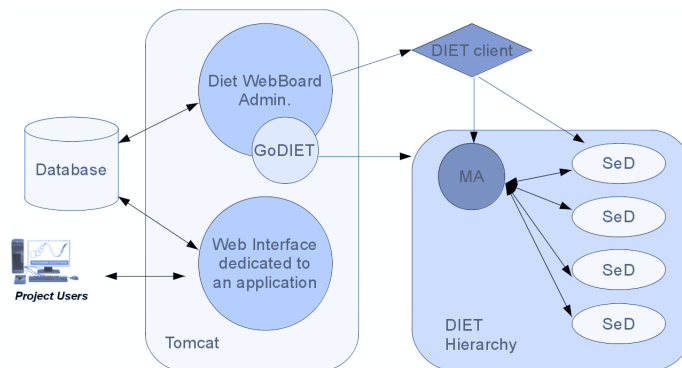 Diet WebBoard
Admin.
GoDIET
DIET client
Database
MA
SeD
SeD
SeD
SeD
Web Interface
dedicated to
an application
Project Users
Tomcat
DIET
Hierarchy